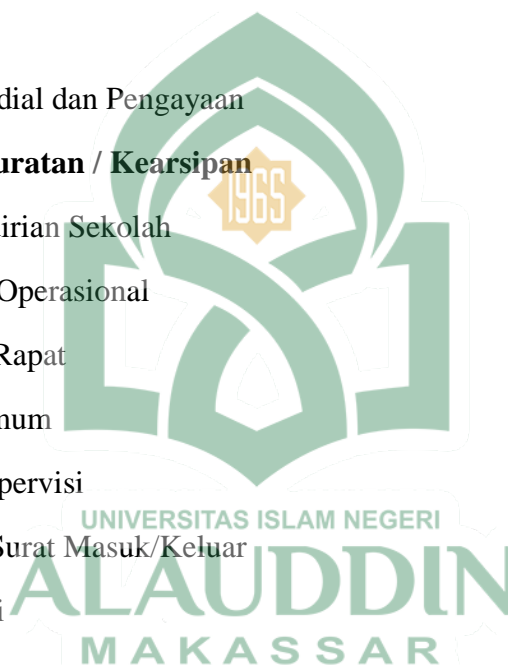 dial dan Pengayaan
uratan / Kearsipan
1965
irian Sekolah
Operasional
Rapat
num
pervisi
UNIVERSITAS ISLAM NEGERI
Surat Masuk/Keluar
ALAUDDIN
i
MAKASSAR